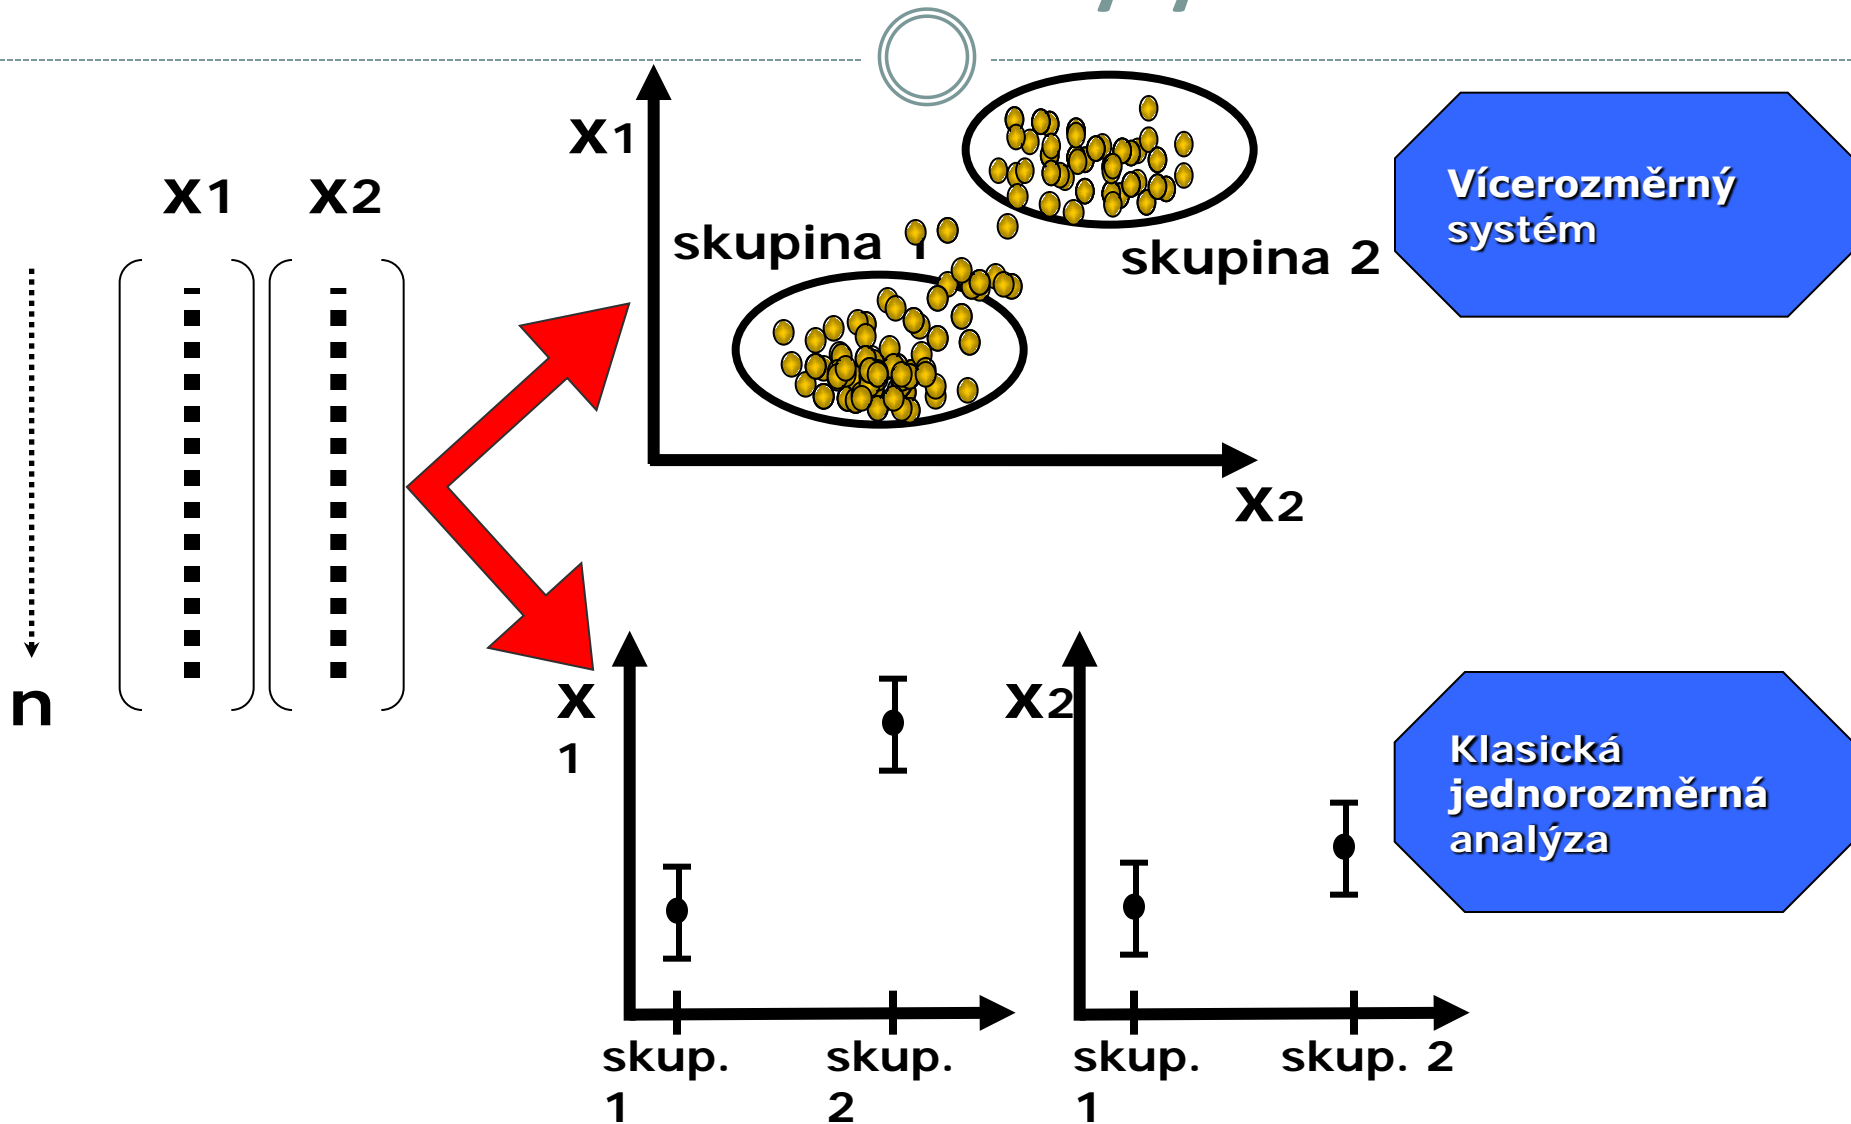 x1 x2
n
x1
skupina 1
skupina 2
x2
Vícerozměrný
systém
x
1
skup.
1
skup.
2
x2
skup.
1
skup. 2
Klasická
jednorozměrná
analýza